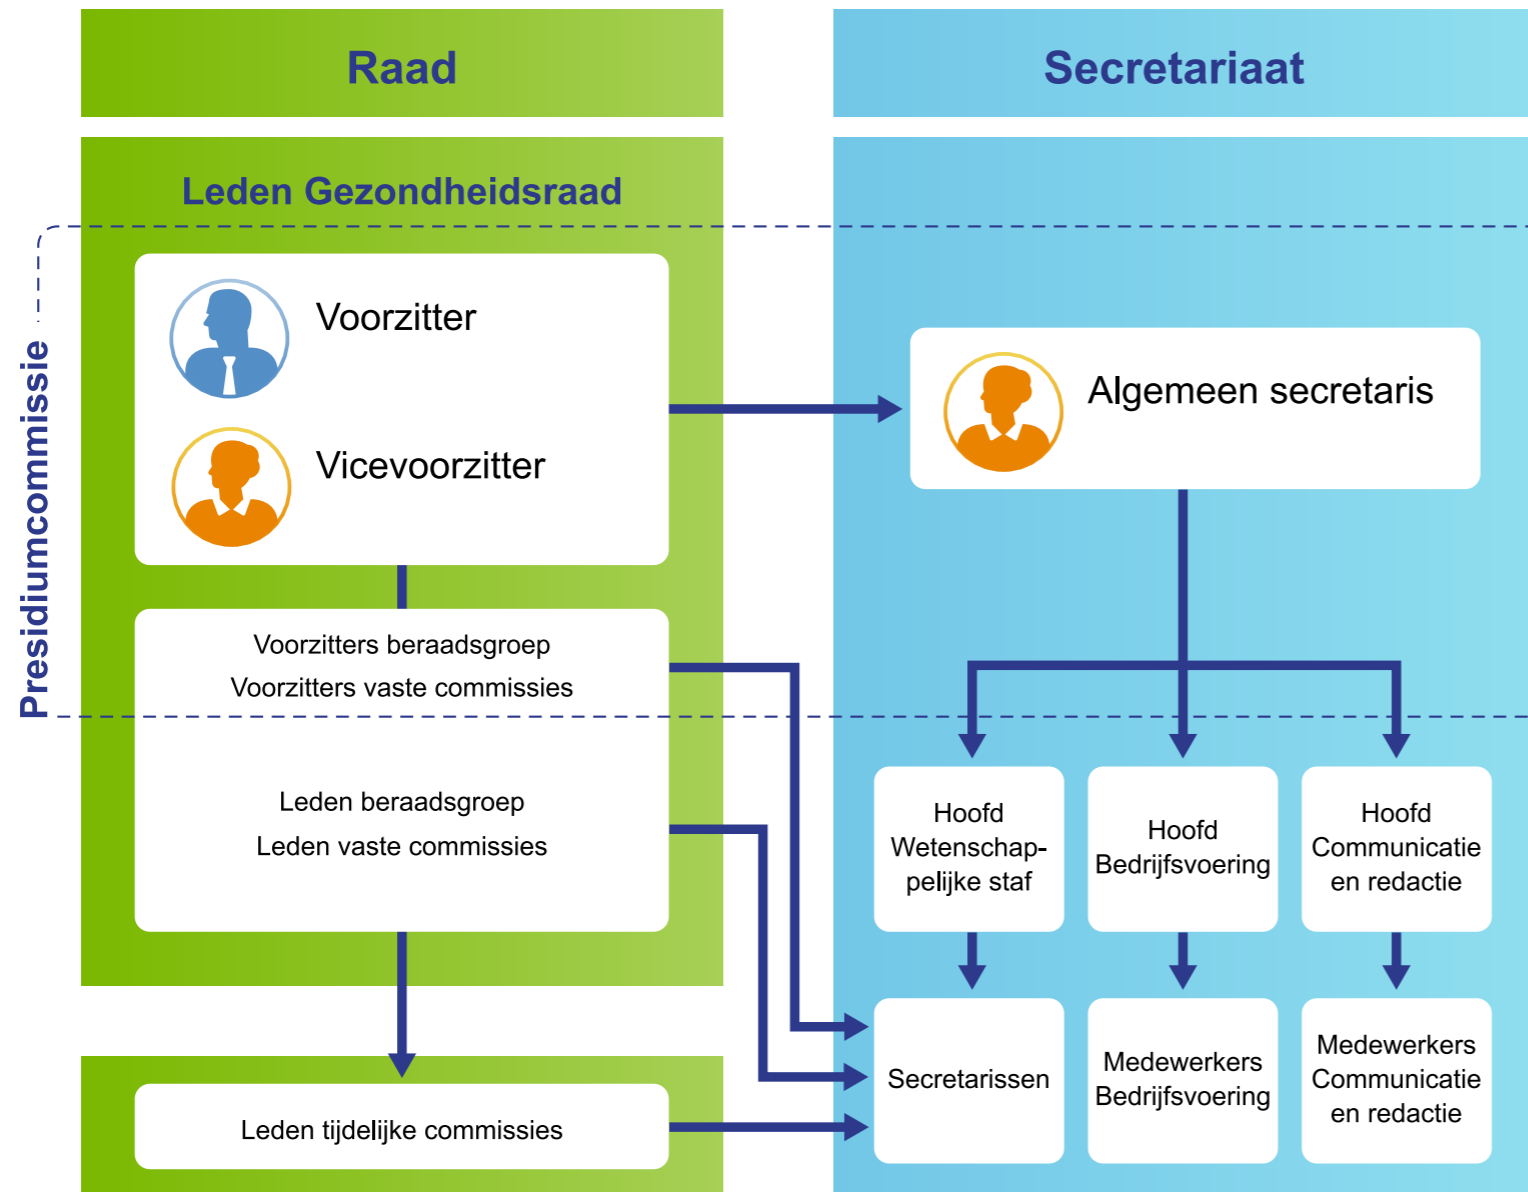 Raad
Secretariaat
Leden Gezondheidsraad
Presidiumcommissie
Voorzitter
Vicevoorzitter
Algemeen secretaris
Voorzitters beraadsgroep
Voorzitters vaste commissies
Leden beraadsgroep
Leden vaste commissies
Hoofd
Wetenschap-
pelijke staf
Hoofd
Bedrijfsvoering
Hoofd
Communicatie
en redactie
Secretarissen
Medewerkers
Bedrijfsvoering
Medewerkers
Communicatie
en redactie
Leden tijdelijke commissies